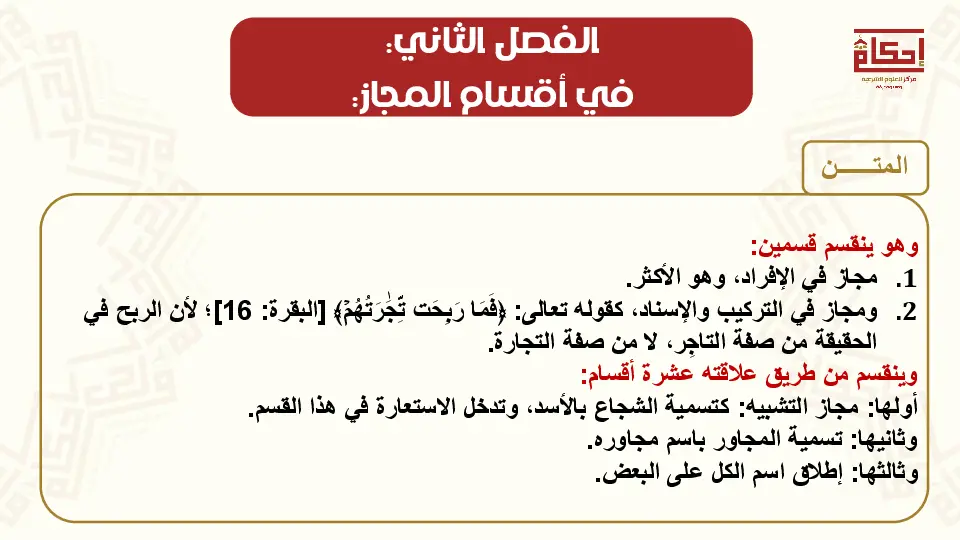 الفصل الثاني:
في أقسام المجاز:
إحكام
مركز للعلوم الشرعية
المتــــــن
وهو ينقسم قسمين:
1. مجاز في الإفراد، وهو الأكثر.
2. ومجاز في التركيب والإسناد، كقوله تعالى: ﴿فَمَا رَبِحَت تِّجَٰرَتُهُمۡ﴾ [البقرة: 16]؛ لأن الربح في
الحقيقة من صفة التاجِر، لا من صفة التجارة.
وينقسم من طريق علاقته عشرة أقسام:
أولها: مجاز التشبيه: كتسمية الشجاع بالأسد، وتدخل الاستعارة في هذا القسم.
وثانيها: تسمية المجاور باسم مجاوره.
وثالثها: إطلاق اسم الكل على البعض.